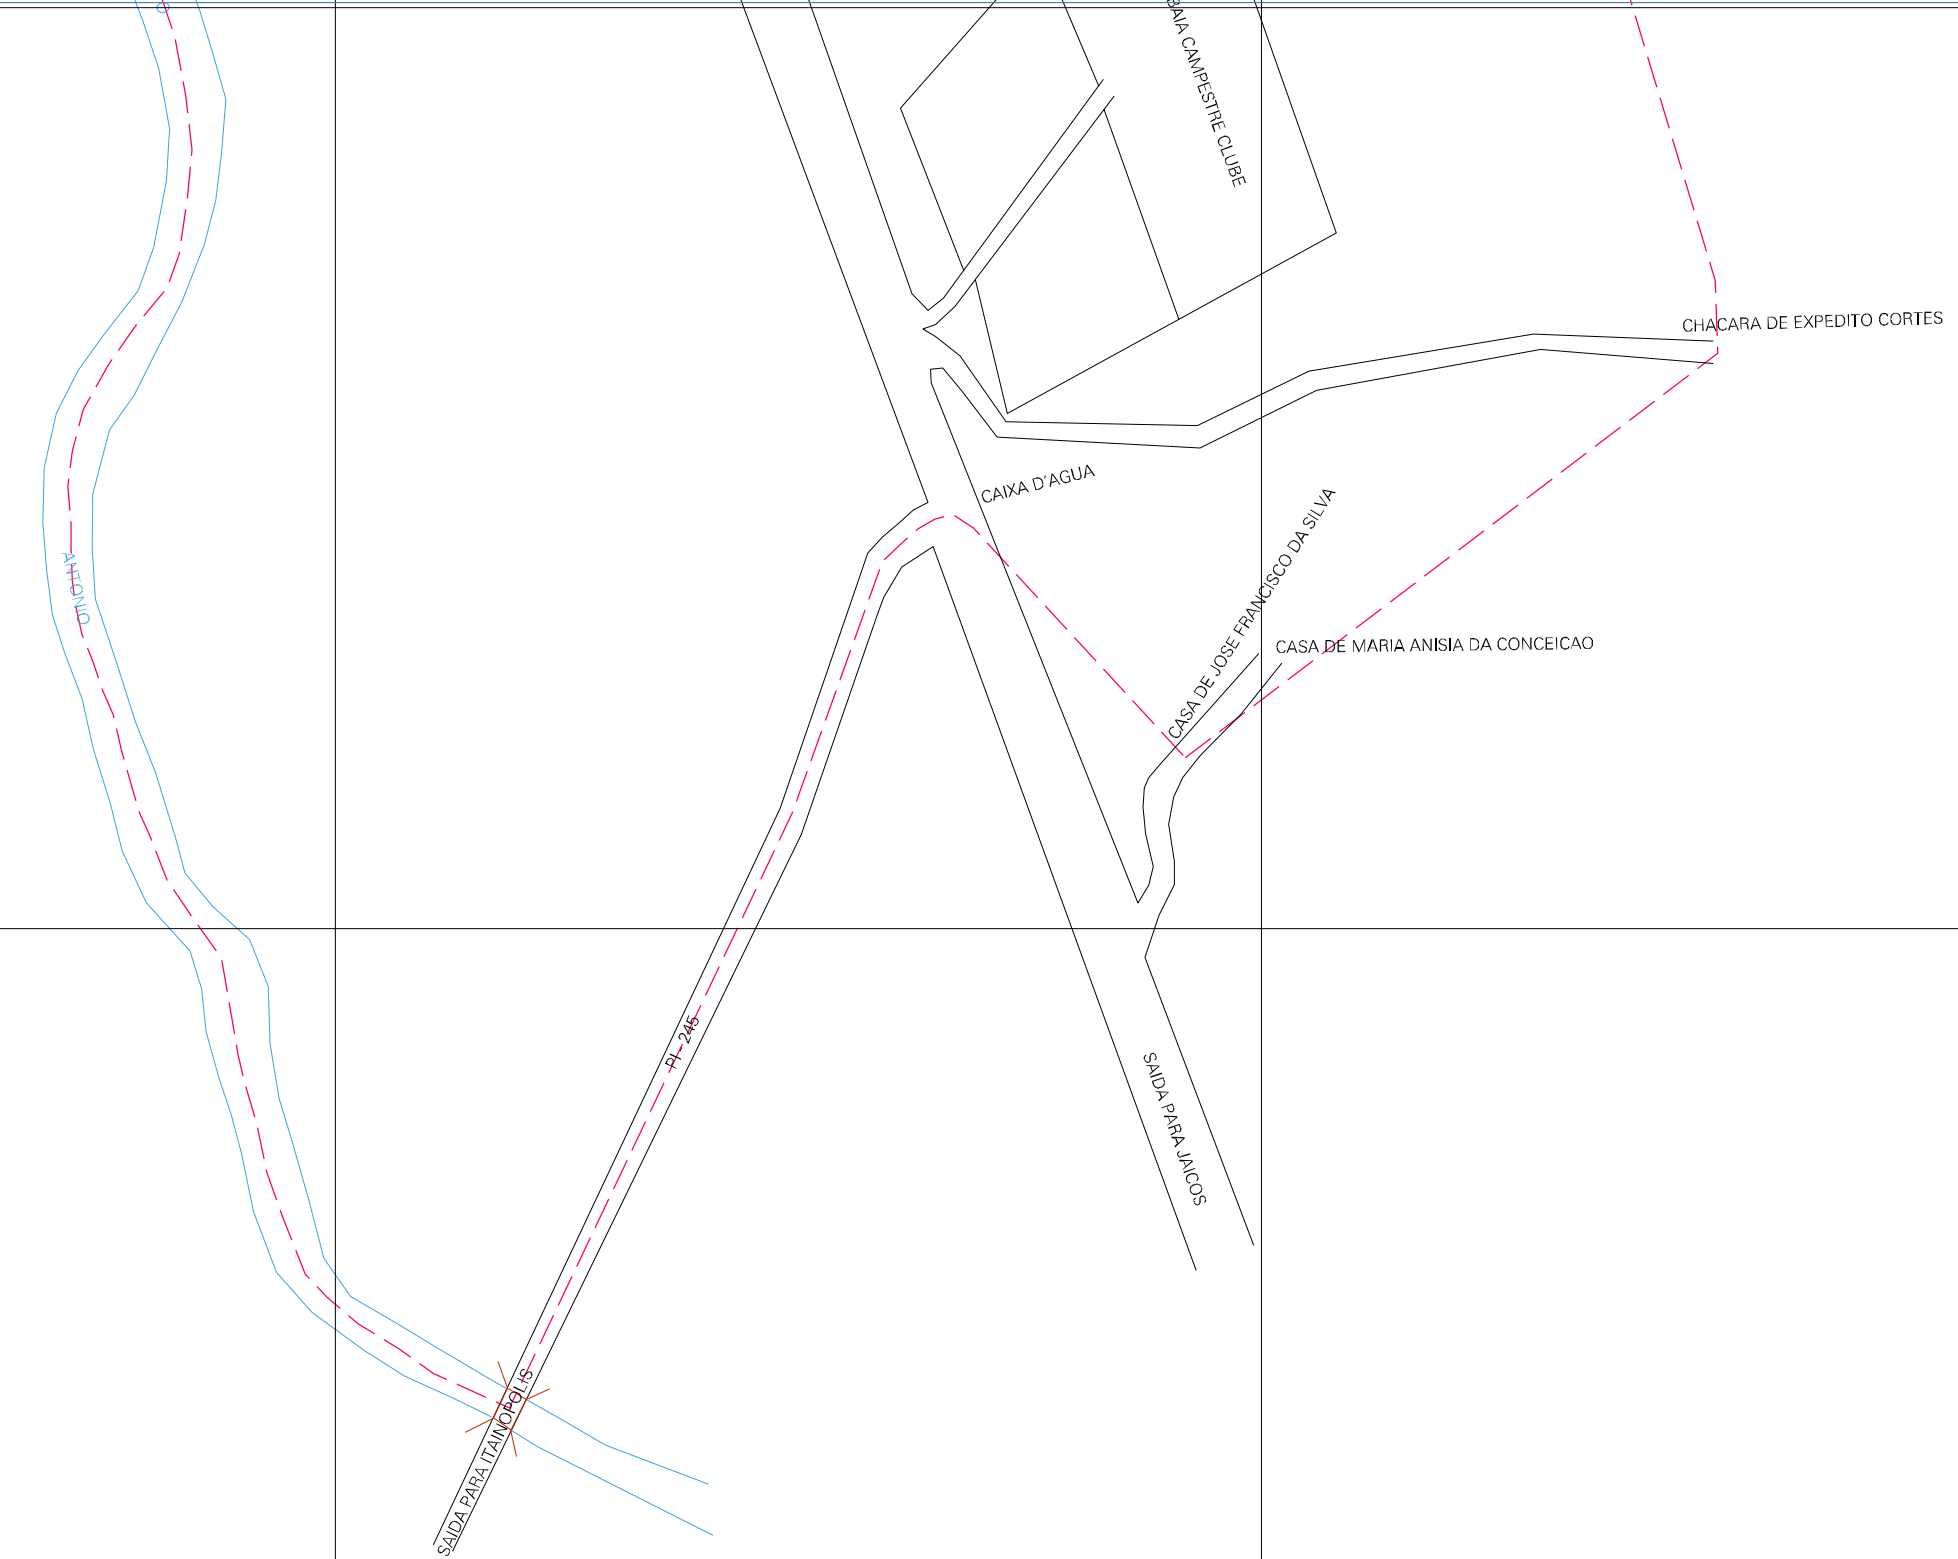 BAIA CAMPESTRE CLUBE
CHACARA DE EXPEDITO CORTES
CAIXA D'AGUA
CASA DE JOSE FRANCISCO DA SILVA
ANTONIO
CASA DE MARIA ANISIA DA CONCEICAO
PI - 245
SAIDA PARA JAICOS
SAIDA PARA ITAINOPOLIS